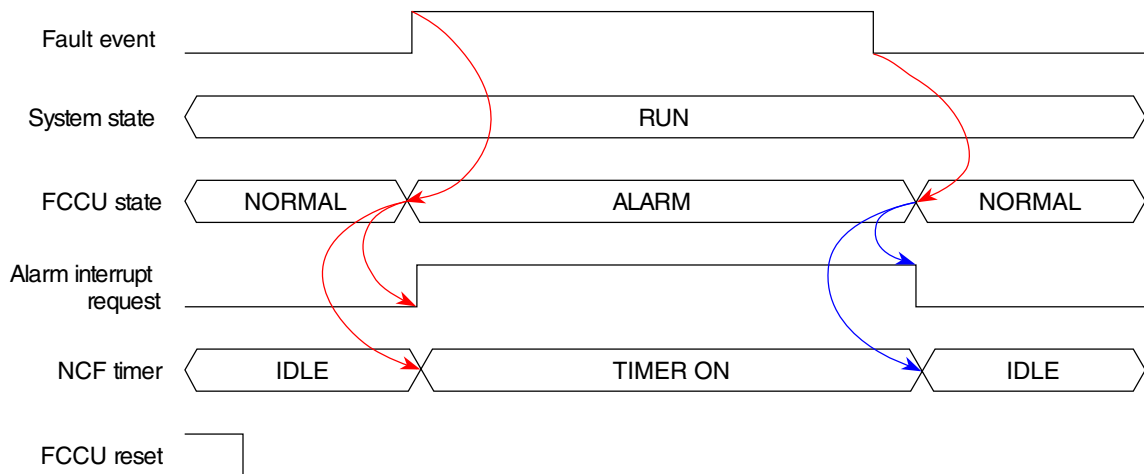 Fault event
System state
RUN
FCCU state
NORMAL
ALARM
NORMAL
Alarm interrupt
request
NCF timer
IDLE
TIMER ON
IDLE
FCCU reset